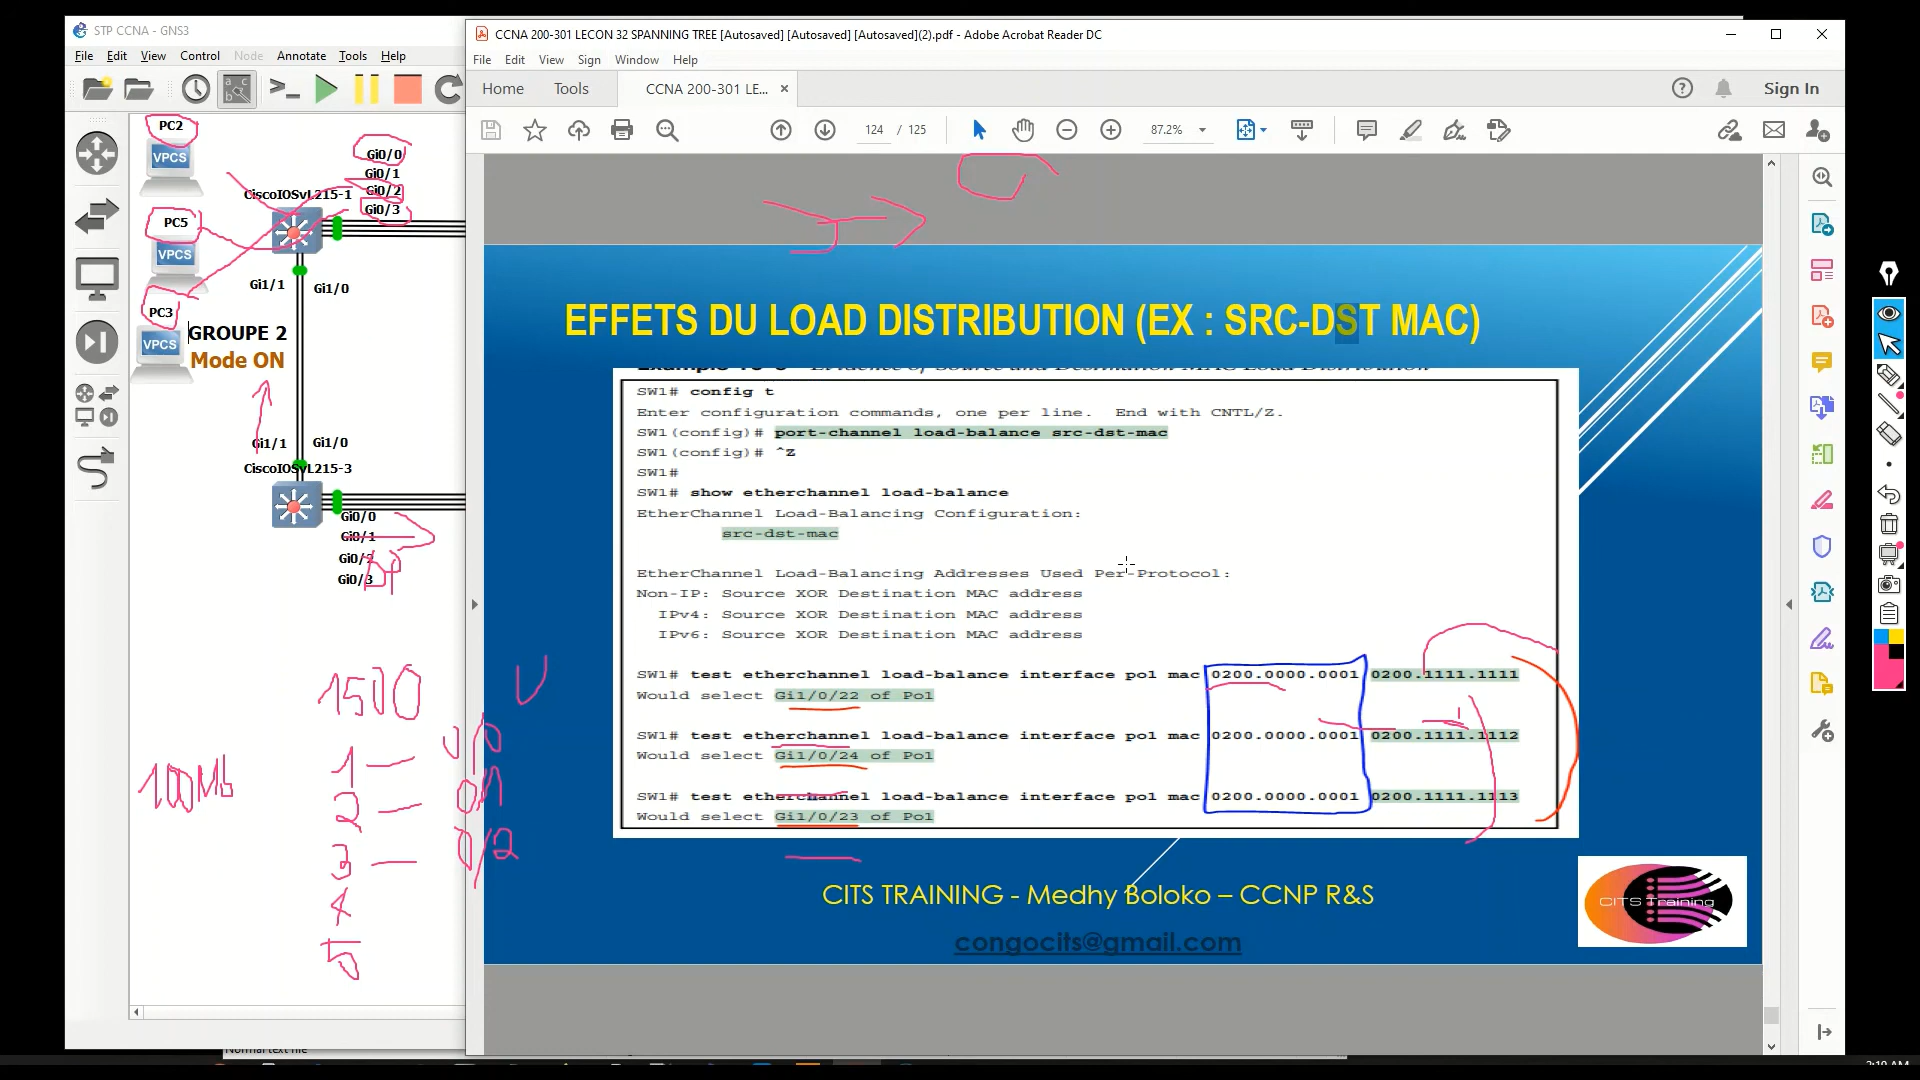 STP CCNA - GNS3
File Edit View Control Node Annotate Tools Help
PC2
VPCS
PC5
VPCS
PC3
VPCS
CiscoIOSvL215-1
Gi0/0
Gi0/1
Gi0/2
Gi0/3
Gi1/1 Gi1/0
GROUPE 2
Mode ON
Gi1/1 Gi1/0
CiscoIOSvL215-3
Gi0/0
Gi0/1
Gi0/2
Gi0/3
DP
1500
100Mb
1 0/0
2 0/1
3 0/2
4
5
Normal text file
CCNA 200-301 LECON 32 SPANNING TREE [Autosaved] [Autosaved] [Autosaved](2).pdf - Adobe Acrobat Reader DC
File Edit View Sign Window Help
Home Tools CCNA 200-301 LE... × Sign In
124 / 125 87.2%
EFFETS DU LOAD DISTRIBUTION (EX : SRC-DST MAC)
SW1# config t
Enter configuration commands, one per line. End with CNTL/Z.
SW1(config)# port-channel load-balance src-dst-mac
SW1(config)# ^Z
SW1#
SW1# show etherchannel load-balance
EtherChannel Load-Balancing Configuration:
src-dst-mac
EtherChannel Load-Balancing Addresses Used Per-Protocol:
Non-IP: Source XOR Destination MAC address
IPv4: Source XOR Destination MAC address
IPv6: Source XOR Destination MAC address
SW1# test etherchannel load-balance interface po1 mac 0200.0000.0001 0200.1111.1111
Would select Gi1/0/22 of Po1
SW1# test etherchannel load-balance interface po1 mac 0200.0000.0001 0200.1111.1112
Would select Gi1/0/24 of Po1
SW1# test etherchannel load-balance interface po1 mac 0200.0000.0001 0200.1111.1113
Would select Gi1/0/23 of Po1
CITS TRAINING - Medhy Boloko – CCNP R&S
congocits@gmail.com
CITS Training